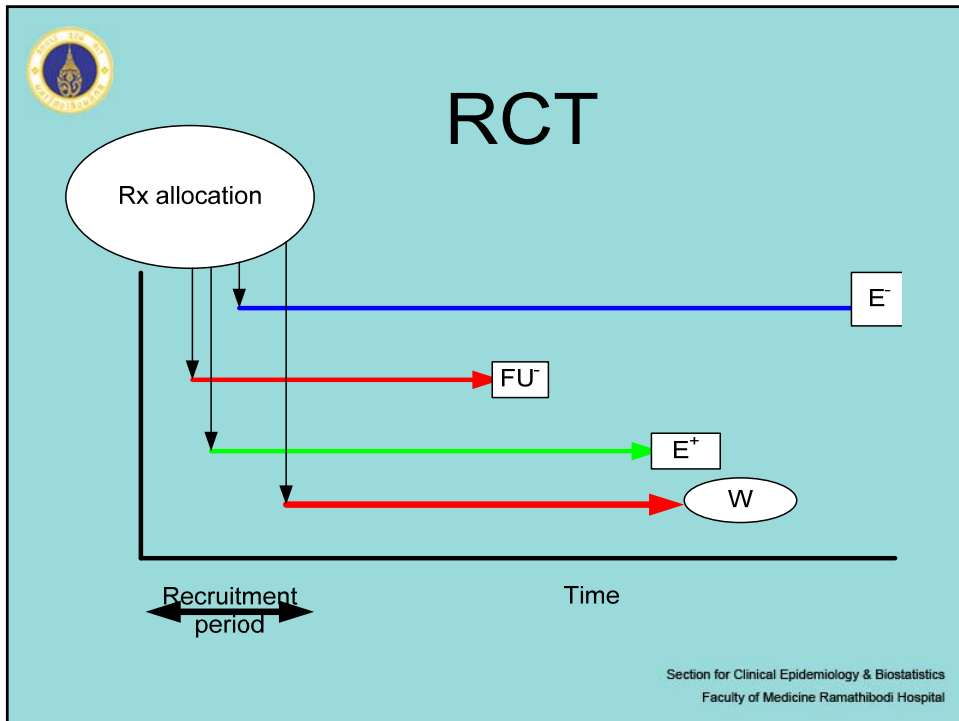 RCT
Rx allocation
E⁻
FU⁻
E⁺
W
Recruitment
period
Time
Section for Clinical Epidemiology & Biostatistics
Faculty of Medicine Ramathibodi Hospital